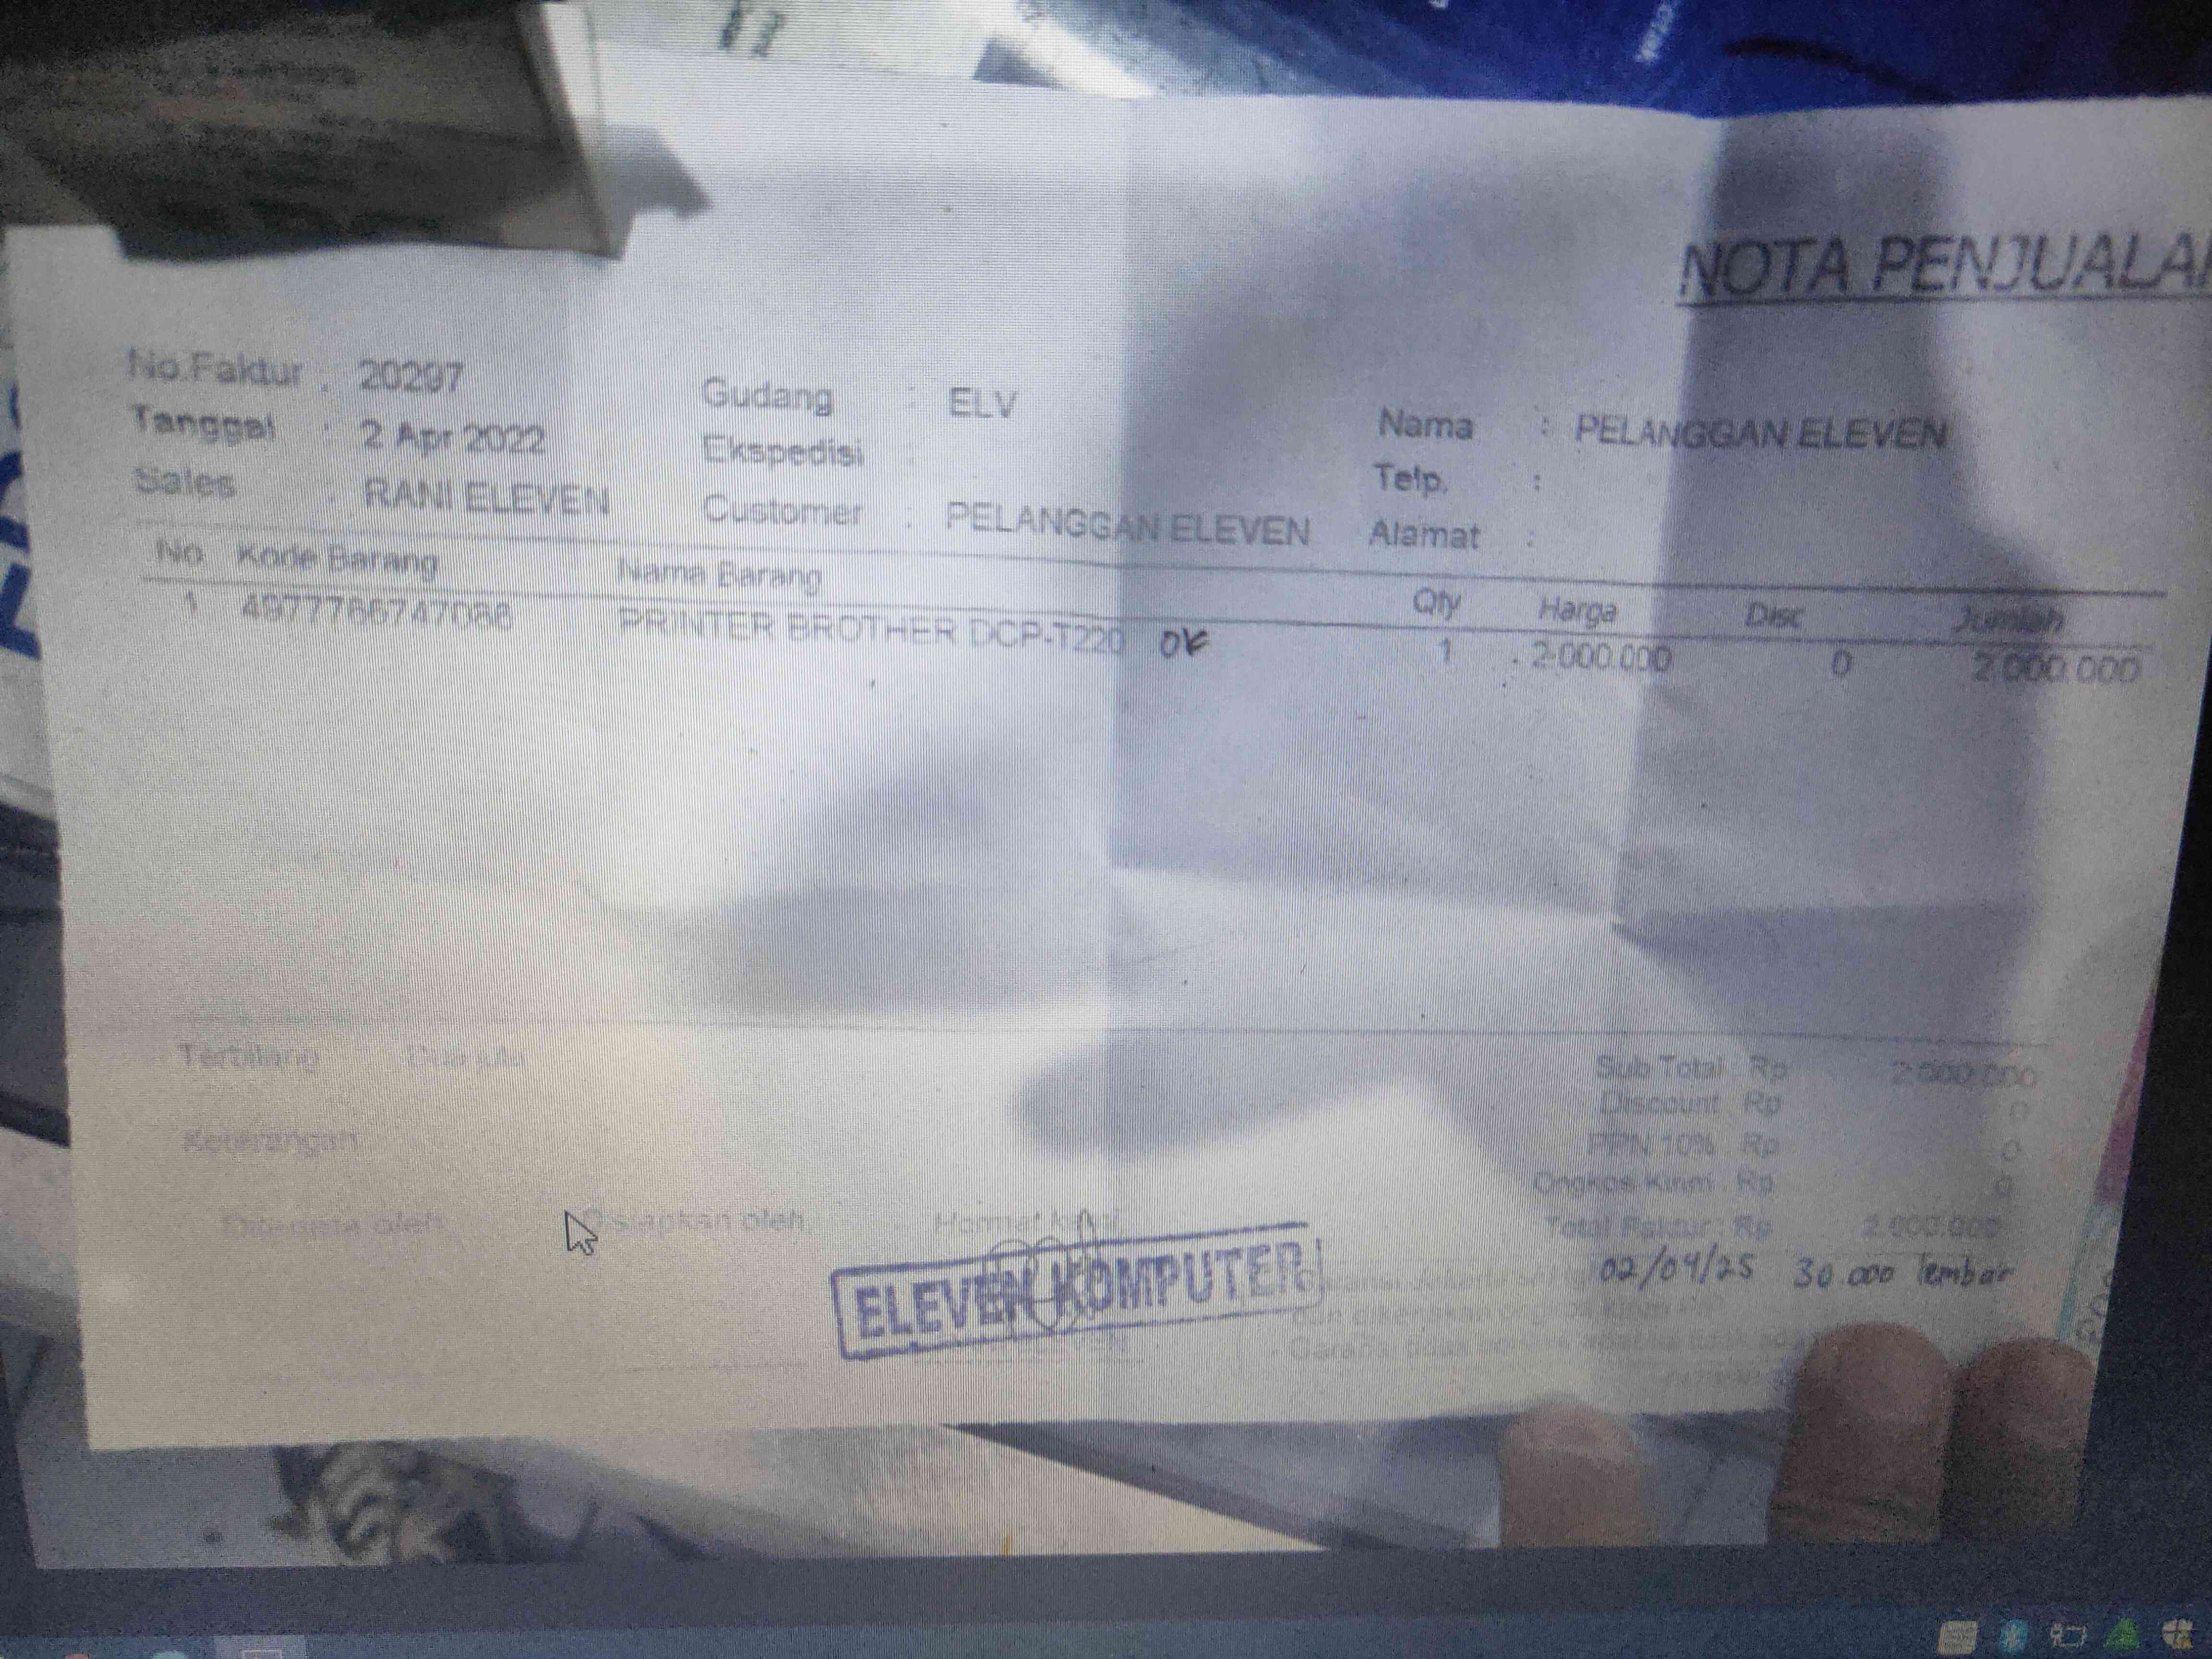 NOTA PENJUALA
No.Faktur : 20297
Tanggal : 2 Apr 2022
Sales : RANI ELEVEN
Gudang : ELV
Ekspedisi
Customer : PELANGGAN ELEVEN
Nama : PELANGGAN ELEVEN
Telp. :
Alamat :
No Kode Barang Nama Barang Qty Harga Disc Jumlah
1 PRINTER BROTHER DCP-T220 OK 1 2.000.000 0 2.000.000
Terbilang Dua juta
Keterangan
Sub Total Rp 2.000.000
Discount Rp 0
PPN 10% Rp 0
Ongkos Kirim Rp 0
Total Faktur Rp 2.000.000
Disiapkan oleh, Hormat kami
02/04/25 30.000 lembar
ELEVEN KOMPUTER